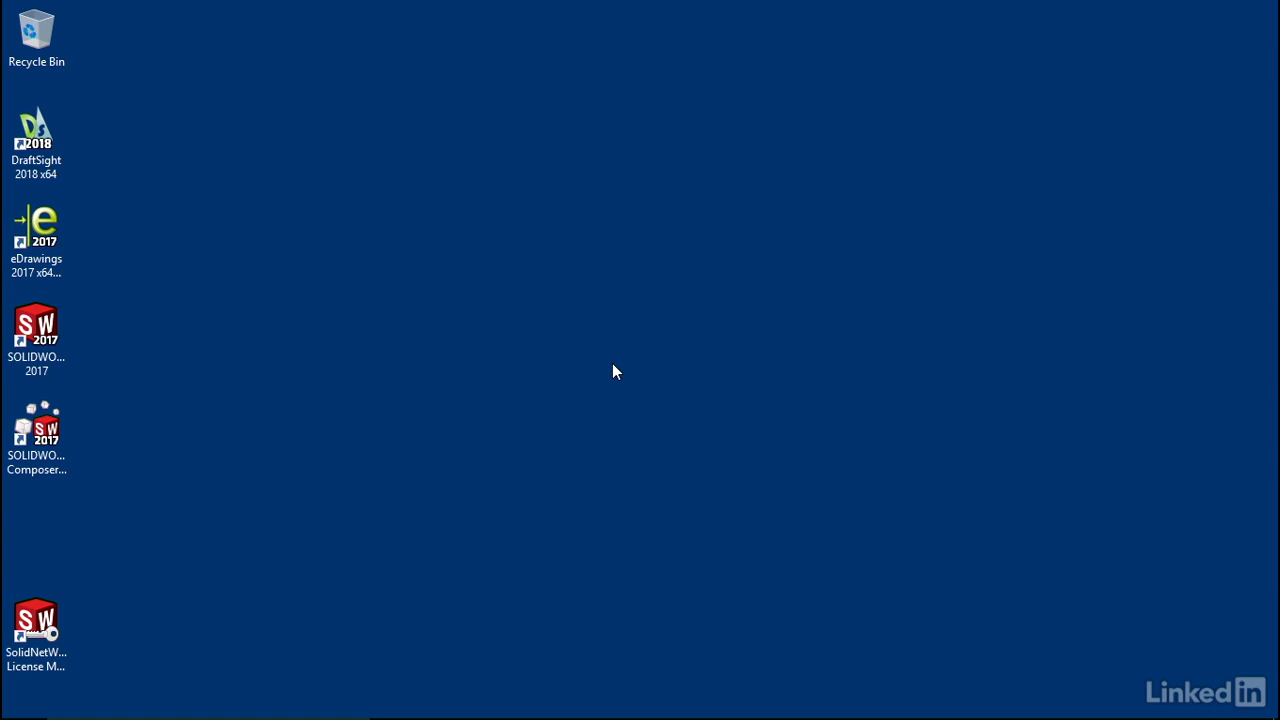 Recycle Bin
DS
2018
DraftSight
2018 x64
e
2017
eDrawings
2017 x64...
SW
2017
SOLIDWO...
2017
SW
2017
SOLIDWO...
Composer...
SW
SolidNetW...
License M...
Linked in